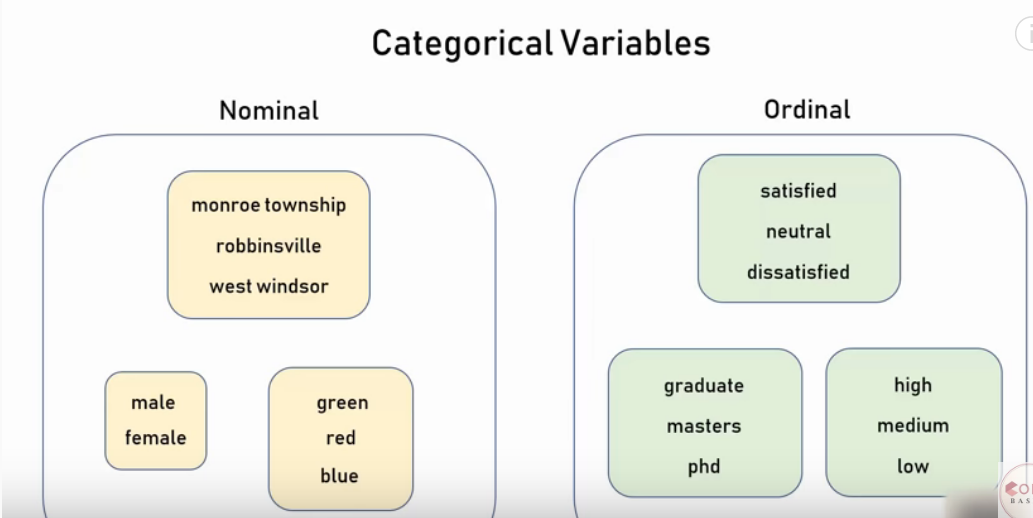 Categorical Variables
Nominal
Ordinal
monroe township
robbinsville
west windsor
male
female
green
red
blue
satisfied
neutral
dissatisfied
graduate
masters
phd
high
medium
low